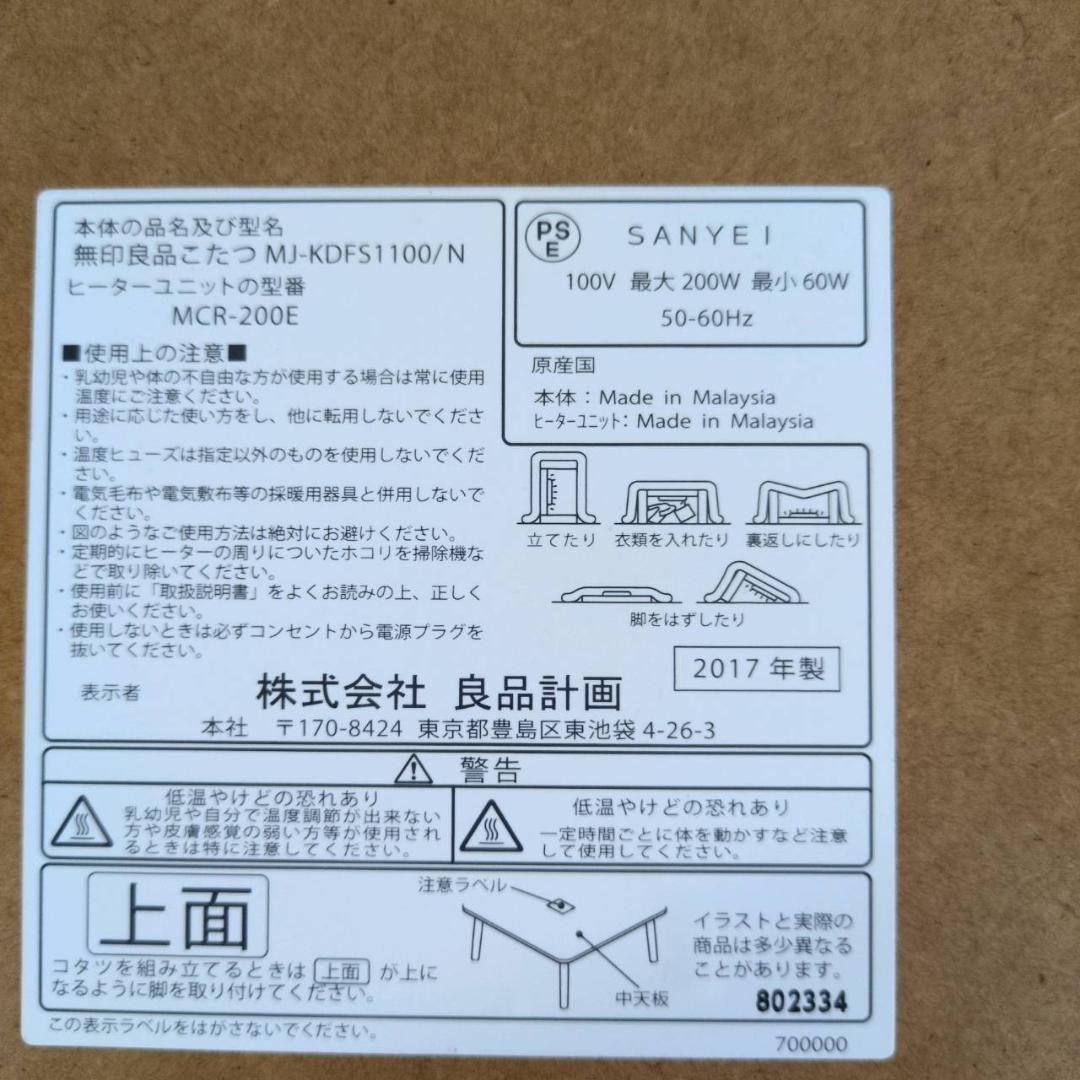 本体の品名及び型名
無印良品こたつ MJ-KDFS1100/N
ヒーターユニットの型番
MCR-200E
■使用上の注意■
・乳幼児や体の不自由な方が使用する場合は常に使用
温度にご注意ください。
・用途に応じた使い方をし、他に転用しないでくださ
い。
・温度ヒューズは指定以外のものを使用しないでくだ
さい。
・電気毛布や電気敷布等の採暖用器具と併用しないで
ください。
・図のようなご使用方法は絶対にお避けください。
・定期的にヒーターの周りについたホコリを掃除機な
どで取り除いてください。
・使用前に「取扱説明書」をよくお読みの上、正しく
お使いください。
・使用しないときは必ずコンセントから電源プラグを
抜いてください。
PS
E
SANYEI
100V 最大 200W 最小 60W
50-60Hz
原産国
本体：Made in Malaysia
ﾋｰﾀｰﾕﾆｯﾄ：Made in Malaysia
立てたり 衣類を入れたり 裏返しにしたり
脚をはずしたり
2017 年製
表示者 株式会社 良品計画
本社 〒170-8424 東京都豊島区東池袋 4-26-3
警告
低温やけどの恐れあり
乳幼児や自分で温度調節が出来ない
方や皮膚感覚の弱い方等が使用され
るときは特に注意してください。
低温やけどの恐れあり
一定時間ごとに体を動かすなど注意
して使用してください。
上面
コタツを組み立てるときは 上面 が上に
なるように脚を取り付けてください。
注意ラベル
中天板
イラストと実際の
商品は多少異なる
ことがあります。
802334
この表示ラベルをはがさないでください。
700000